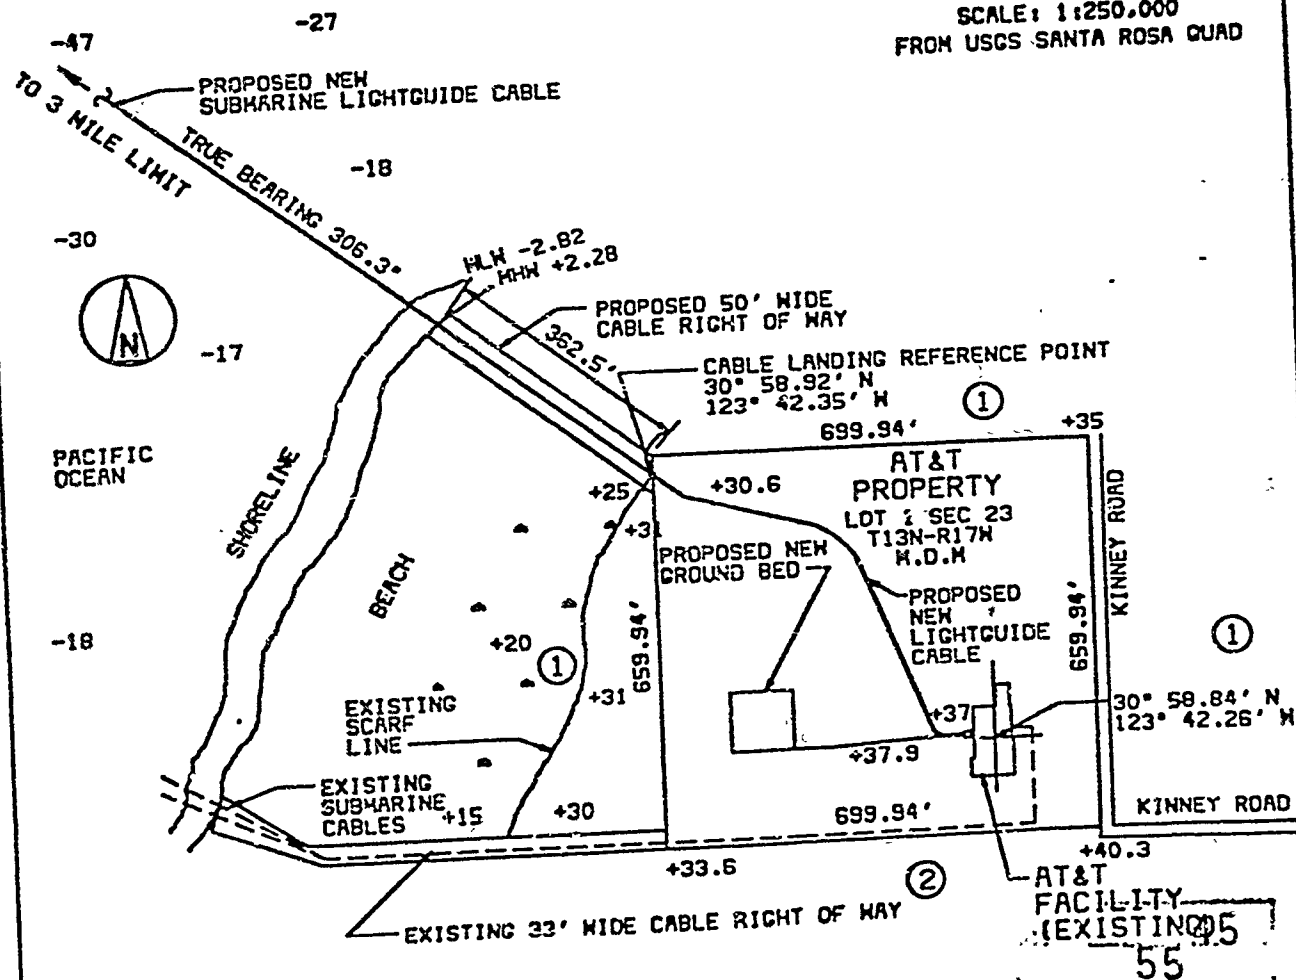 SCALE: 1:250,000
FROM USGS SANTA ROSA QUAD
-27
-47
TO 3 MILE LIMIT
PROPOSED NEW
SUBMARINE LIGHTGUIDE CABLE
TRUE BEARING 306.3°
-18
-30
N
-17
MLW -2.82
MHW +2.28
PROPOSED 50' WIDE
CABLE RIGHT OF WAY
362.5'
CABLE LANDING REFERENCE POINT
30° 58.92' N
123° 42.35' W
1
699.94'
+35
PACIFIC
OCEAN
SHORELINE
BEACH
+25
+30.6
+31
AT&T
PROPERTY
LOT SEC 23
T13N-R17W
M.D.M
KINNEY ROAD
PROPOSED NEW
GROUND BED
PROPOSED
NEW
LIGHTGUIDE
CABLE
659.94'
659.94'
1
-18
+20
1
+31
EXISTING
SCARF
LINE
+37
30° 58.84' N
123° 42.26' W
+37.9
EXISTING
SUBMARINE
CABLES
+15
+30
699.94'
KINNEY ROAD
+33.6
2
+40.3
AT&T
FACILITY
(EXISTING)
EXISTING 33' WIDE CABLE RIGHT OF WAY
55